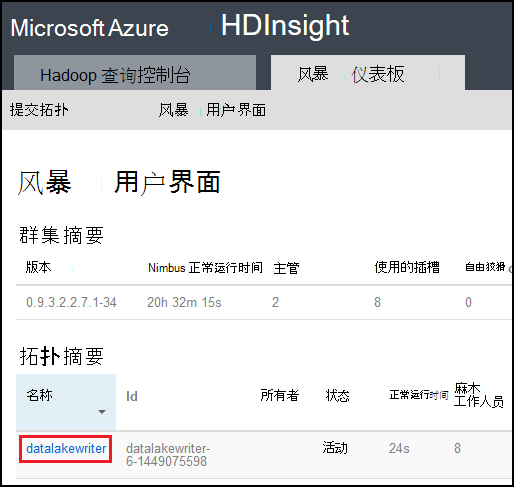 Microsoft Azure HDInsight
Hadoop 查询控制台 风暴 仪表板
提交拓扑 风暴 用户界面
风暴 用户界面
群集摘要
版本 Nimbus 正常运行时间 主管 使用的插槽 自由狡猾
0.9.3.2.2.7.1-34 20h 32m 15s 2 8 0
拓扑摘要
名称 Id 所有者 状态 正常运行时间 麻木
工作人员
datalakewriter datalakewriter-
6-1449075598 活动 24s 8